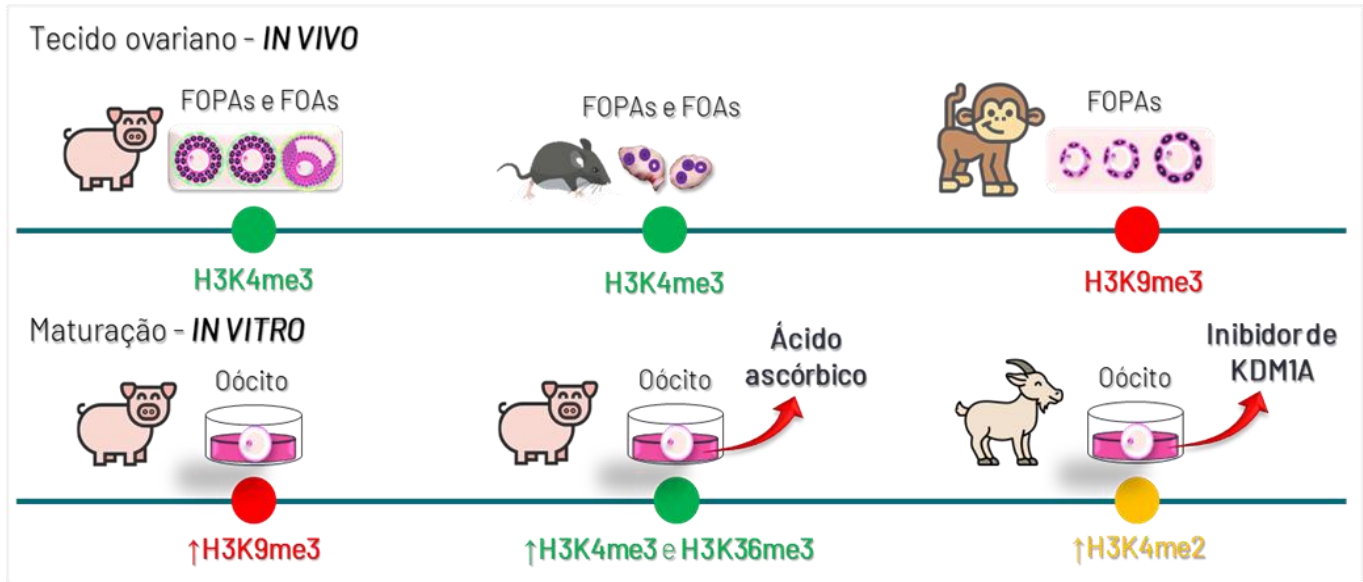 Tecido ovariano - IN VIVO
FOPAs e FOAs
FOPAs e FOAs
FOPAs
H3K4me3
H3K4me3
H3K9me3
Maturação - IN VITRO
Oócito
Oócito
Ácido
ascórbico
Oócito
Inibidor de
KDM1A
↑H3K9me3
↑H3K4me3 e H3K36me3
↑H3K4me2